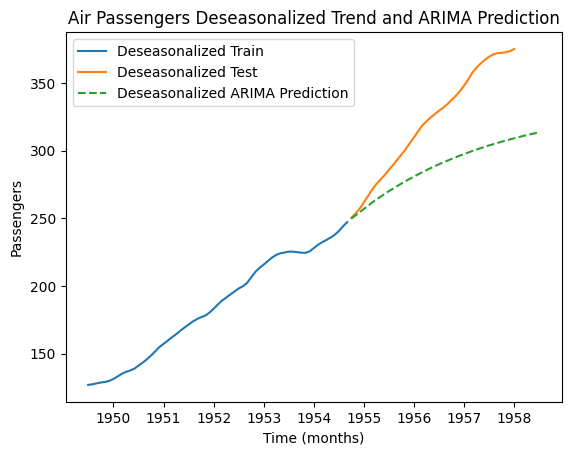 Air Passengers Deseasonalized Trend and ARIMA Prediction
Deseasonalized Train
Deseasonalized Test
Deseasonalized ARIMA Prediction
Passengers
350
300
250
200
150
1950 1951 1952 1953 1954 1955 1956 1957 1958
Time (months)